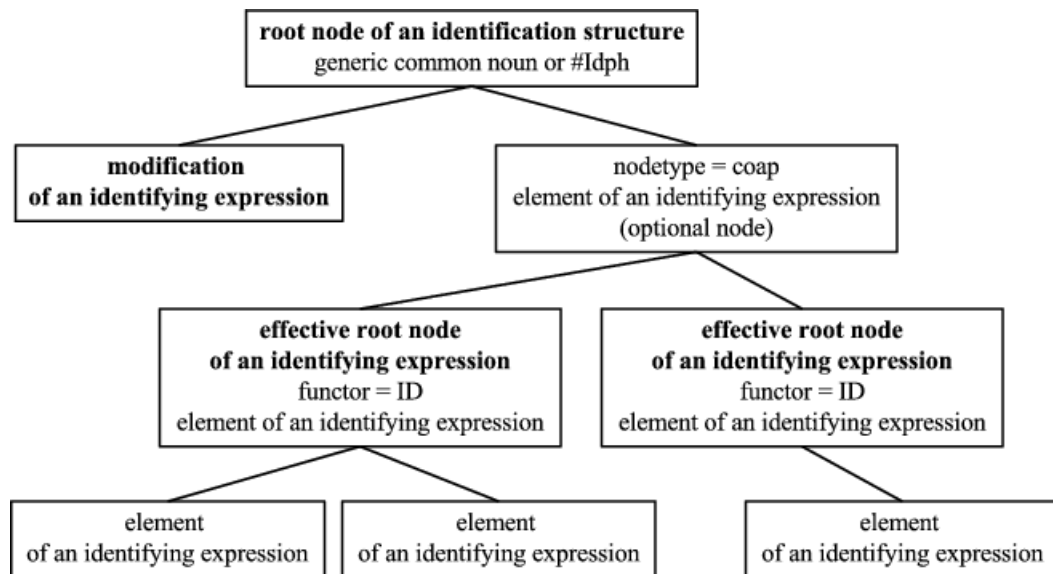 root node of an identification structure
generic common noun or #Idph
modification
of an identifying expression
nodetype = coap
element of an identifying expression
(optional node)
effective root node
of an identifying expression
functor = ID
element of an identifying expression
effective root node
of an identifying expression
functor = ID
element of an identifying expression
element
of an identifying expression
element
of an identifying expression
element
of an identifying expression